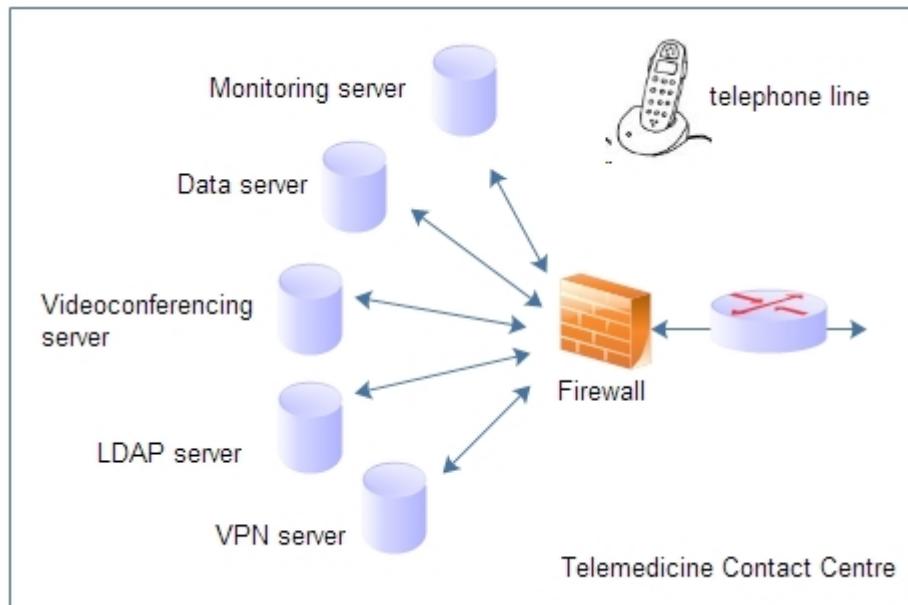 Monitoring server
telephone line
Data server
Videoconferencing
server
Firewall
LDAP server
VPN server
Telemedicine Contact Centre